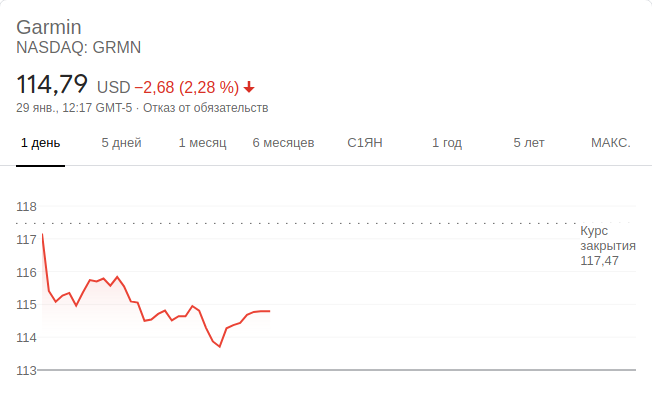 Garmin
NASDAQ: GRMN
114,79 USD −2,68 (2,28 %)
29 янв., 12:17 GMT-5 · Отказ от обязательств
1 день 5 дней 1 месяц 6 месяцев С1ЯН 1 год 5 лет МАКС.
118
117
116
115
114
113
Курс
закрытия
117,47